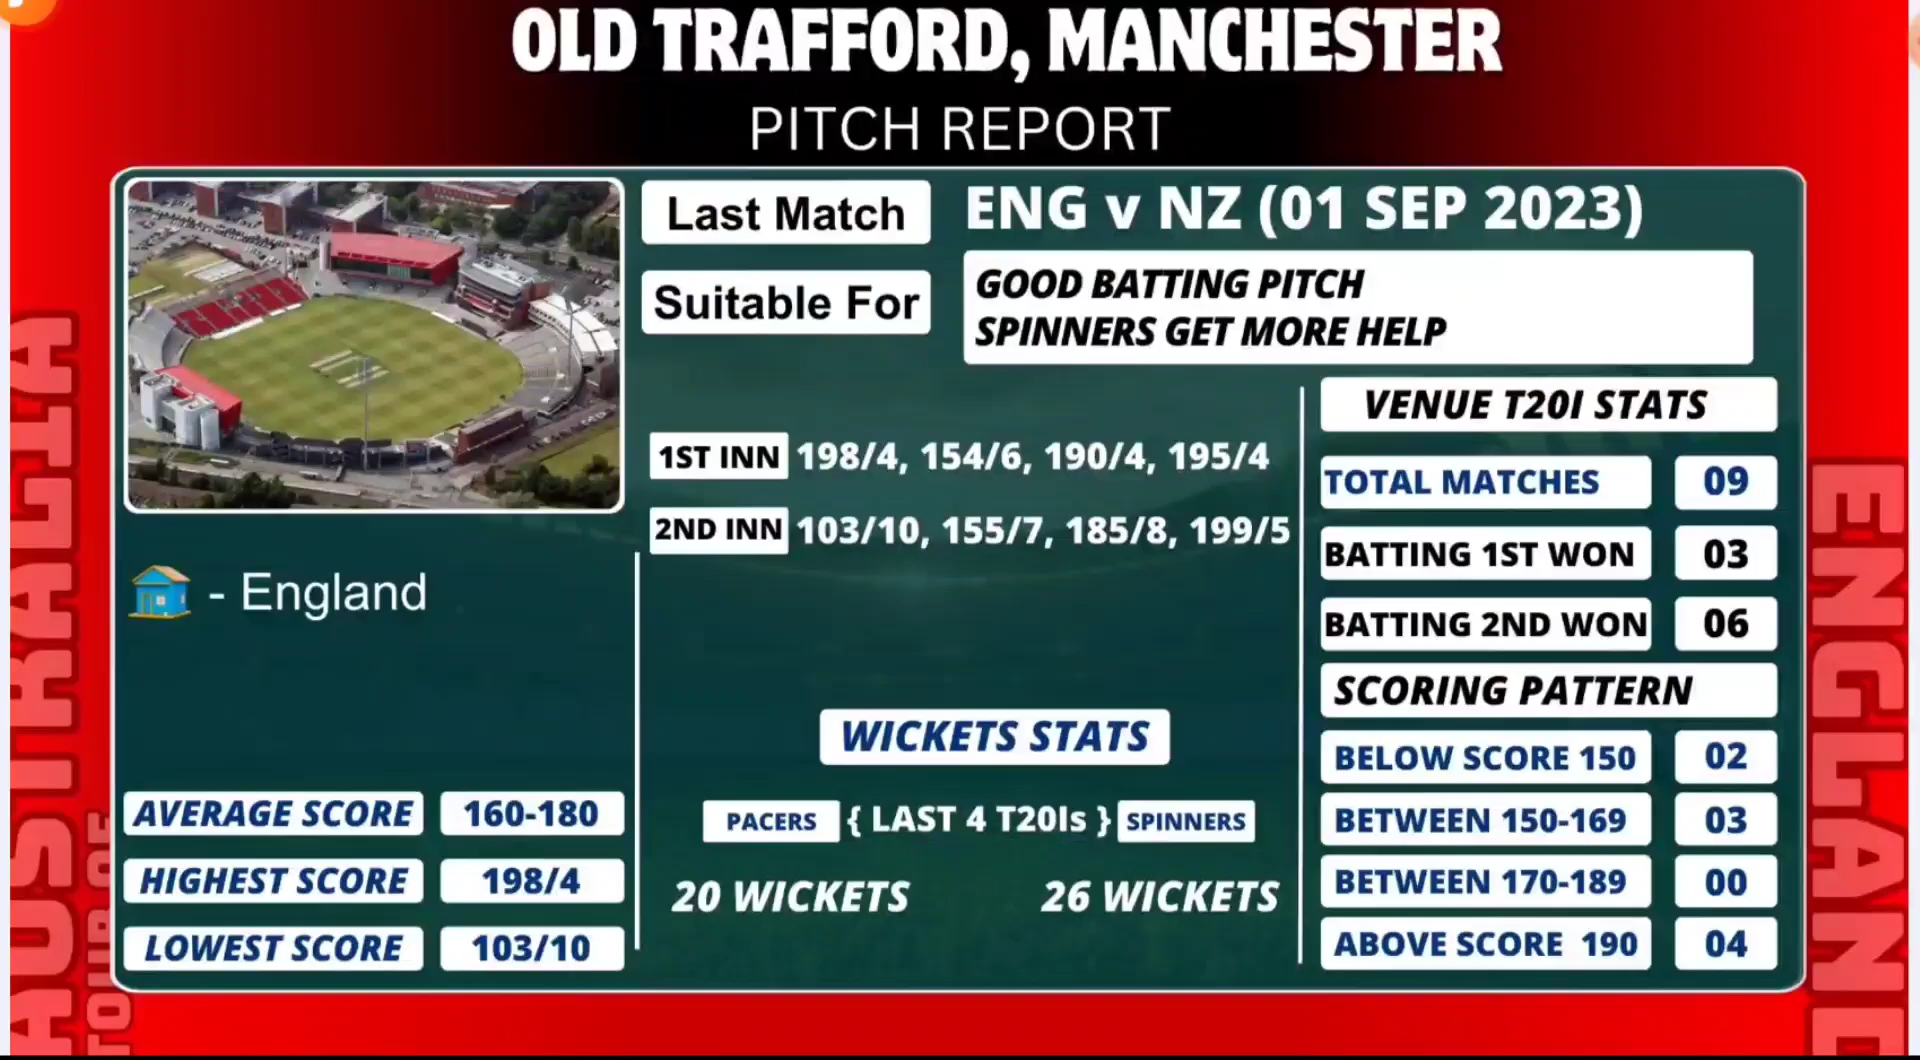 OLD TRAFFORD, MANCHESTER
PITCH REPORT
Last Match
ENG v NZ (01 SEP 2023)
Suitable For
GOOD BATTING PITCH
SPINNERS GET MORE HELP
1ST INN 198/4, 154/6, 190/4, 195/4
2ND INN 103/10, 155/7, 185/8, 199/5
- England
AVERAGE SCORE 160-180
HIGHEST SCORE 198/4
LOWEST SCORE 103/10
WICKETS STATS
PACERS { LAST 4 T20Is } SPINNERS
20 WICKETS 26 WICKETS
VENUE T20I STATS
TOTAL MATCHES 09
BATTING 1ST WON 03
BATTING 2ND WON 06
SCORING PATTERN
BELOW SCORE 150 02
BETWEEN 150-169 03
BETWEEN 170-189 00
ABOVE SCORE 190 04
AUSTRALIA
TOUR OF
ENGLAND